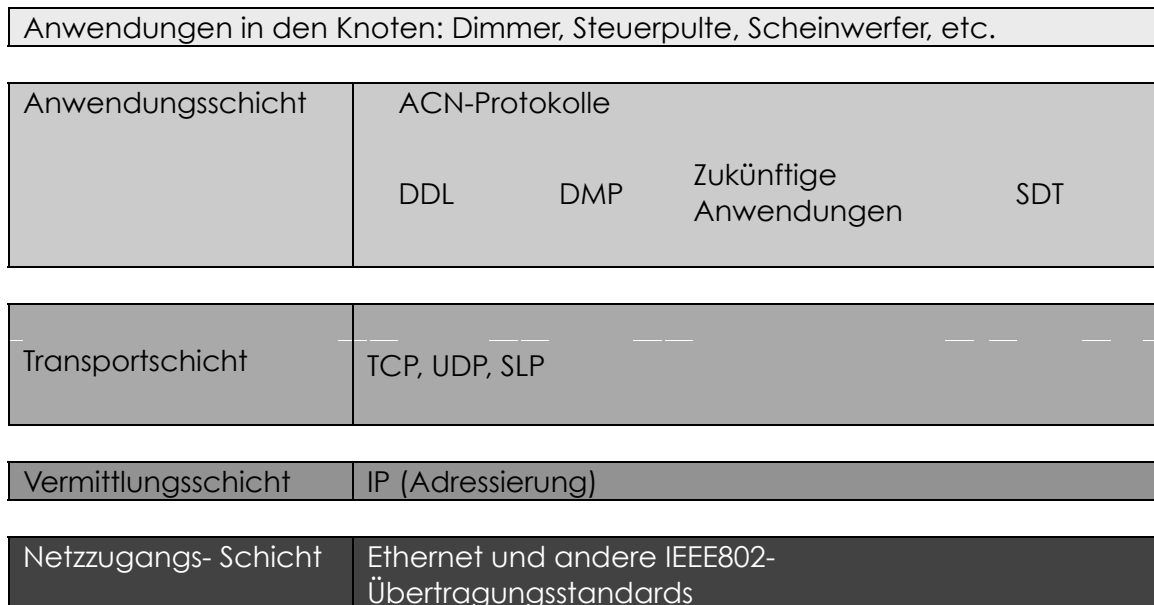 Anwendungen in den Knoten: Dimmer, Steuerpulte, Scheinwerfer, etc.
Anwendungsschicht
ACN-Protokolle
DDL DMP Zukünftige Anwendungen SDT
Transportschicht
TCP, UDP, SLP
Vermittlungsschicht
IP (Adressierung)
Netzzugangs- Schicht
Ethernet und andere IEEE802-
Übertragungsstandards